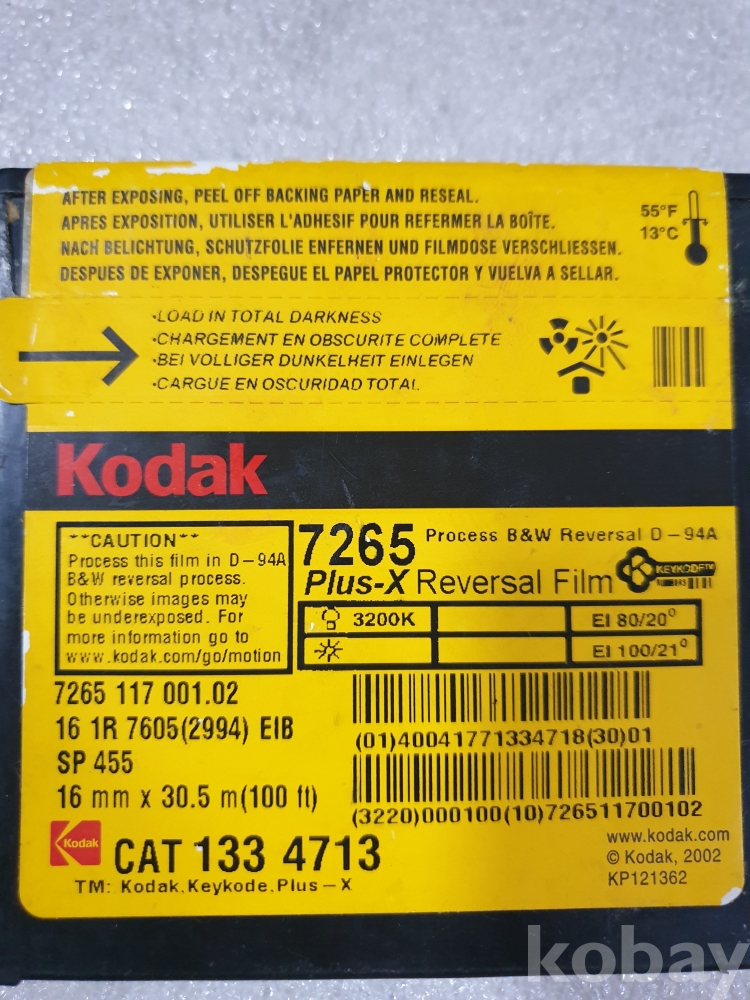 AFTER EXPOSING, PEEL OFF BACKING PAPER AND RESEAL.
APRES EXPOSITION, UTILISER L'ADHESIF POUR REFERMER LA BOÎTE.
NACH BELICHTUNG, SCHUTZFOLIE ENFERNEN UND FILMDOSE VERSCHLIESSEN.
DESPUES DE EXPONER, DESPEGUE EL PAPEL PROTECTOR Y VUELVA A SELLAR.
55°F
13°C
•LOAD IN TOTAL DARKNESS
•CHARGEMENT EN OBSCURITE COMPLETE
•BEI VOLLIGER DUNKELHEIT EINLEGEN
•CARGUE EN OSCURIDAD TOTAL
Kodak
**CAUTION**
Process this film in D-94A
B&W reversal process.
Otherwise images may
be underexposed. For
more information go to
www.kodak.com/go/motion
7265 Process B&W Reversal D-94A
Plus-X Reversal Film
KEYKODE™
3200K EI 80/20°
EI 100/21°
7265 117 001.02
16 1R 7605(2994) EIB
SP 455
16 mm x 30.5 m(100 ft)
(01)40041771334718(30)01
(3220)000100(10)726511700102
Kodak
CAT 133 4713
TM: Kodak,Keykode,Plus-X
www.kodak.com
© Kodak, 2002
KP121362
kobay